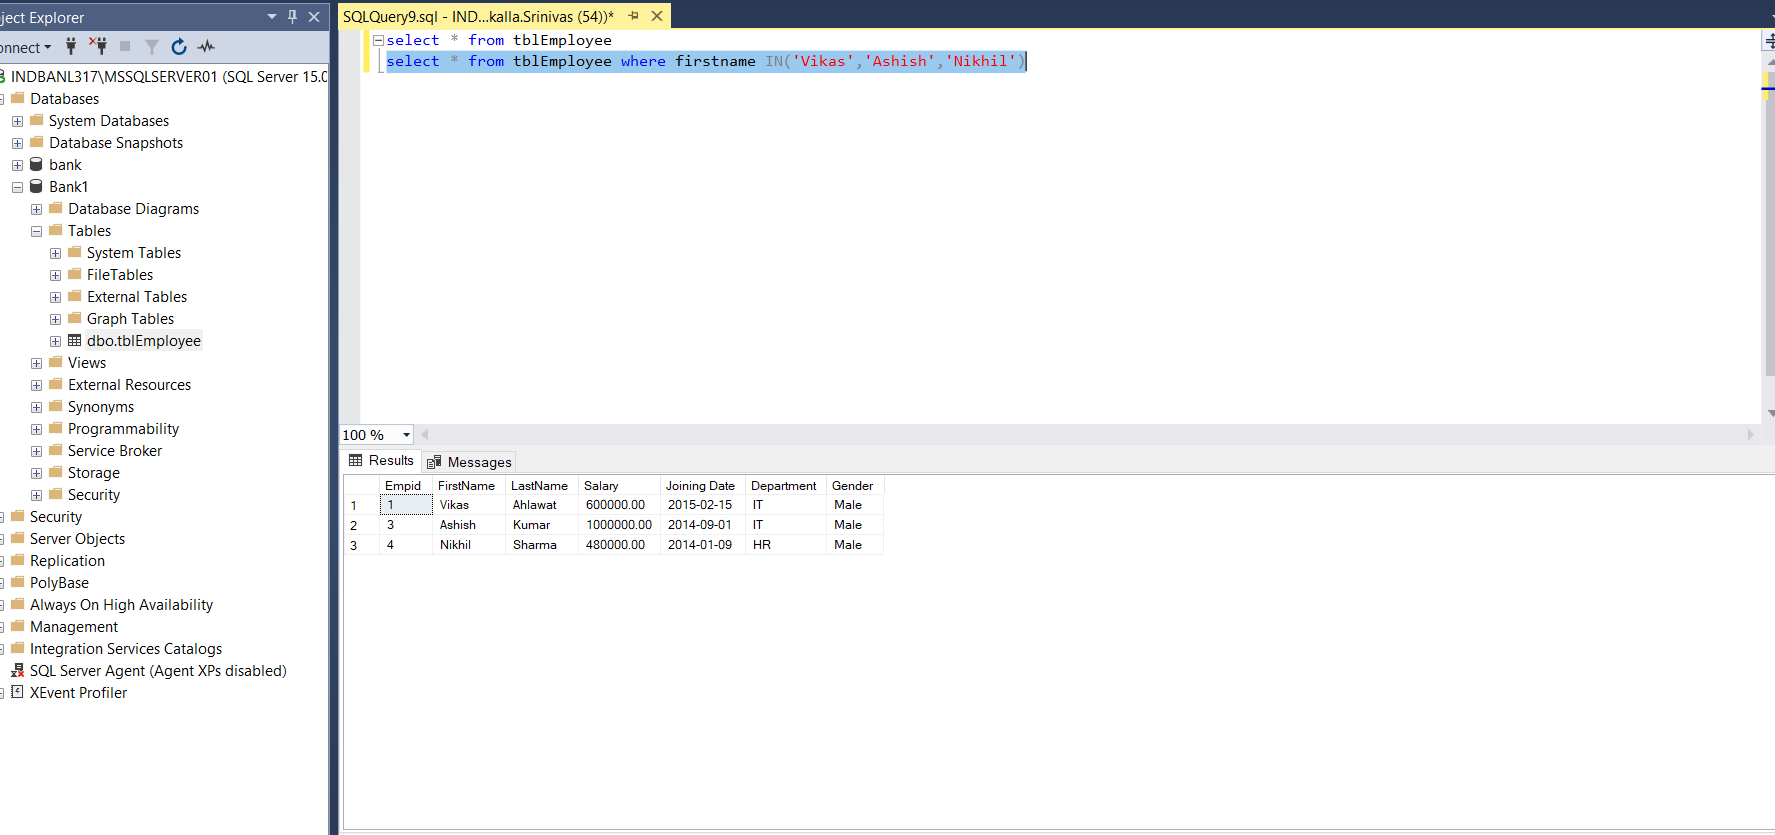 ject Explorer
onnect
INDBANL317\MSSQLSERVER01 (SQL Server 15.0
Databases
System Databases
Database Snapshots
bank
Bank1
Database Diagrams
Tables
System Tables
FileTables
External Tables
Graph Tables
dbo.tblEmployee
Views
External Resources
Synonyms
Programmability
Service Broker
Storage
Security
Security
Server Objects
Replication
PolyBase
Always On High Availability
Management
Integration Services Catalogs
SQL Server Agent (Agent XPs disabled)
XEvent Profiler
SQLQuery9.sql - IND...kalla.Srinivas (54))*
select * from tblEmployee
select * from tblEmployee where firstname IN('Vikas','Ashish','Nikhil')
100 %
Results Messages
Empid FirstName LastName Salary Joining Date Department Gender
1 1 Vikas Ahlawat 600000.00 2015-02-15 IT Male
2 3 Ashish Kumar 1000000.00 2014-09-01 IT Male
3 4 Nikhil Sharma 480000.00 2014-01-09 HR Male